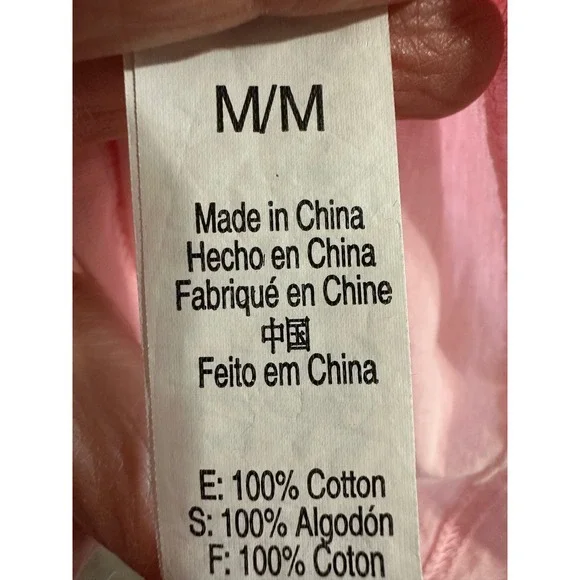 M/M
Made in China
Hecho en China
Fabriqué en Chine
中国
Feito em China
E: 100% Cotton
S: 100% Algodón
F: 100% Coton